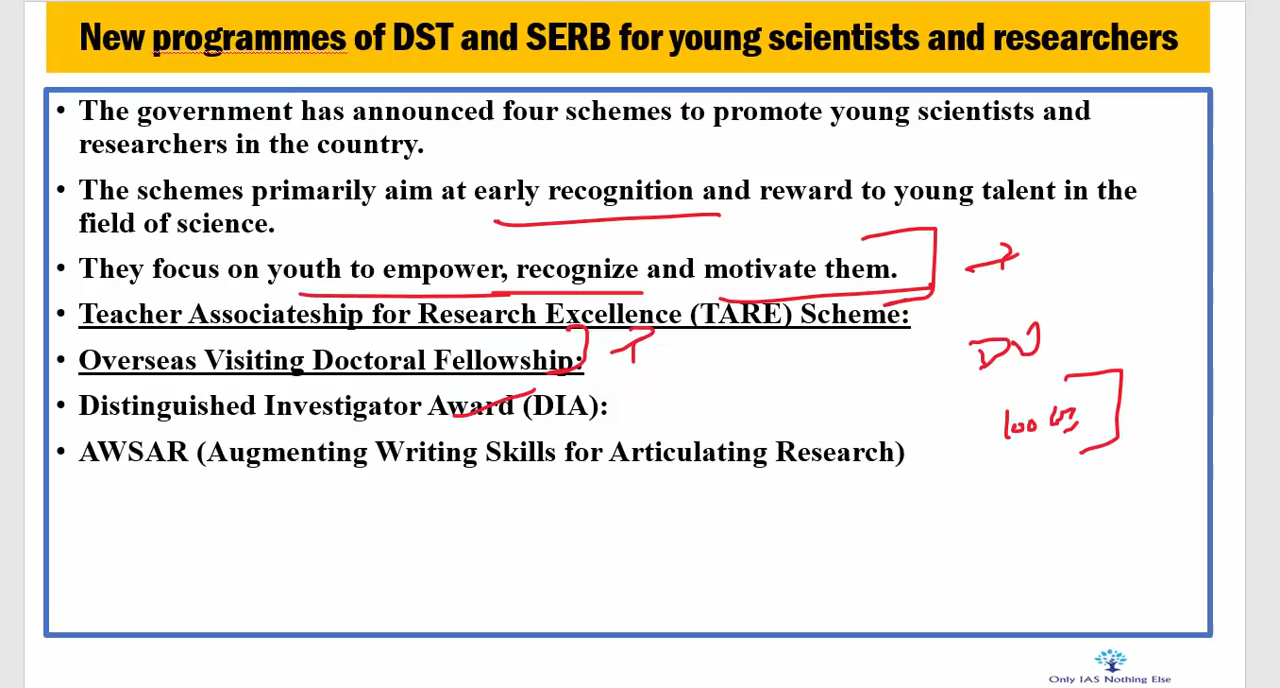 New programmes of DST and SERB for young scientists and researchers
• The government has announced four schemes to promote young scientists and
researchers in the country.
• The schemes primarily aim at early recognition and reward to young talent in the
field of science.
• They focus on youth to empower, recognize and motivate them.
• Teacher Associateship for Research Excellence (TARE) Scheme:
• Overseas Visiting Doctoral Fellowship:
• Distinguished Investigator Award (DIA):
• AWSAR (Augmenting Writing Skills for Articulating Research)
Only IAS Nothing Else